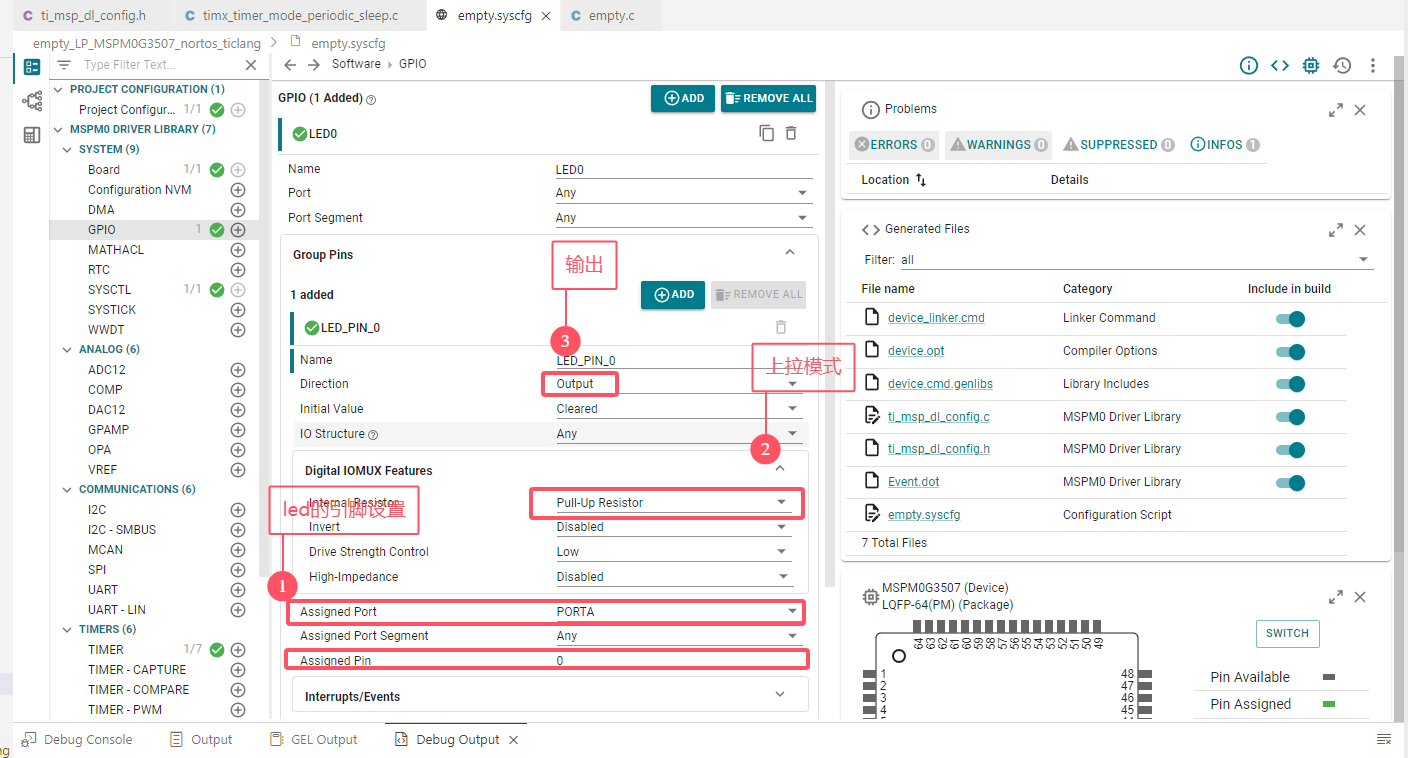 ti_msp_dl_config.h
timx_timer_mode_periodic_sleep.c
empty.syscfg
empty.c
empty_LP_MSPM0G3507_nortos_ticlang > empty.syscfg
Type Filter Text...
PROJECT CONFIGURATION (1)
Project Configur... 1/1
MSPM0 DRIVER LIBRARY (7)
SYSTEM (9)
Board 1/1
Configuration NVM
DMA
GPIO 1
MATHACL
RTC
SYSCTL 1/1
SYSTICK
WWDT
ANALOG (6)
ADC12
COMP
DAC12
GPAMP
OPA
VREF
COMMUNICATIONS (6)
I2C
I2C - SMBUS
MCAN
SPI
UART
UART - LIN
TIMERS (6)
TIMER 1/7
TIMER - CAPTURE
TIMER - COMPARE
TIMER - PWM
Software ▸ GPIO
GPIO (1 Added)
ADD
REMOVE ALL
LED0
Name LED0
Port Any
Port Segment Any
Group Pins
输出
1 added
ADD
REMOVE ALL
LED_PIN_0
3
Name LED_PIN_0
上拉模式
Direction Output
Initial Value Cleared
IO Structure Any
2
Digital IOMUX Features
Internal Resistor Pull-Up Resistor
led的引脚设置
Invert Disabled
Drive Strength Control Low
High-Impedance Disabled
1
Assigned Port PORTA
Assigned Port Segment Any
Assigned Pin 0
Interrupts/Events
Problems
ERRORS 0
WARNINGS 0
SUPPRESSED 0
INFOS 1
Location Details
Generated Files
Filter: all
File name Category Include in build
device_linker.cmd Linker Command
device.opt Compiler Options
device.cmd.genlibs Library Includes
ti_msp_dl_config.c MSPM0 Driver Library
ti_msp_dl_config.h MSPM0 Driver Library
Event.dot MSPM0 Driver Library
empty.syscfg Configuration Script
7 Total Files
MSPM0G3507 (Device)
LQFP-64(PM) (Package)
SWITCH
64 63 62 61 60 59 58 57 56 55 54 53 52 51 50 49
1 48
2 47
3 46
4 45
Pin Available
Pin Assigned
Debug Console
Output
GEL Output
Debug Output
ng